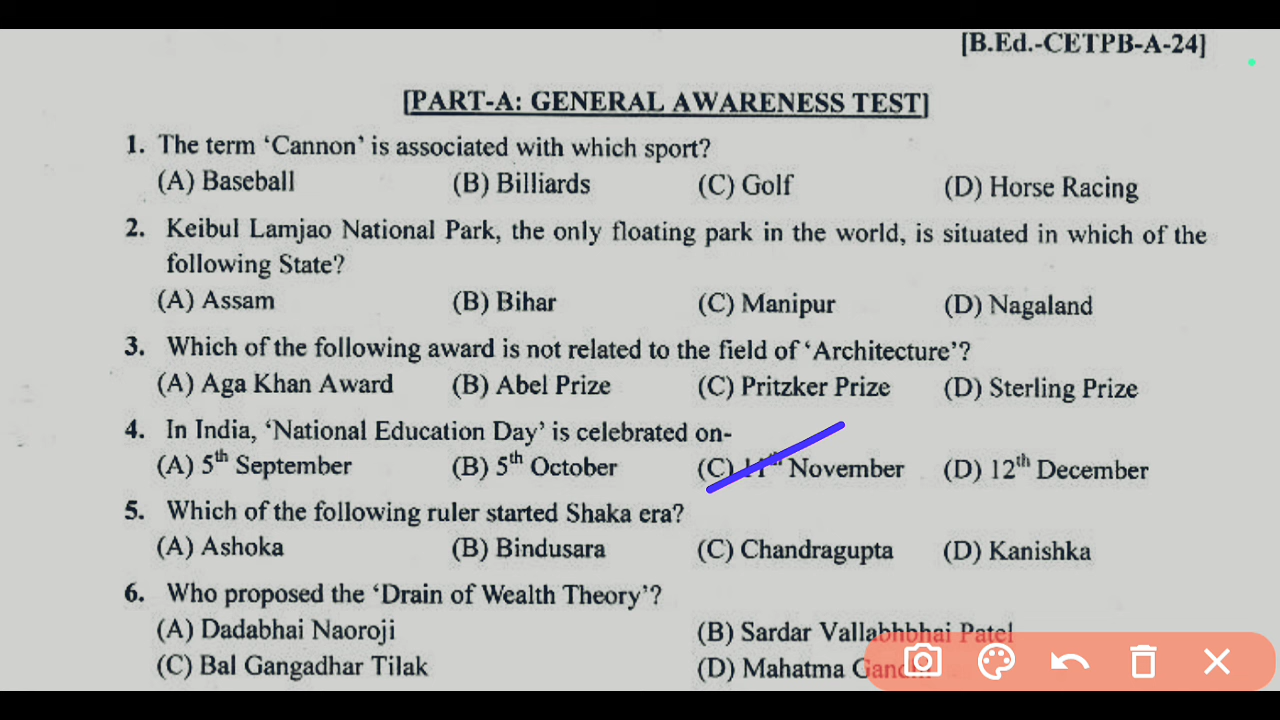 [B.Ed.-CETPB-A-24]
[PART-A: GENERAL AWARENESS TEST]
1. The term ‘Cannon’ is associated with which sport?
(A) Baseball (B) Billiards (C) Golf (D) Horse Racing
2. Keibul Lamjao National Park, the only floating park in the world, is situated in which of the
following State?
(A) Assam (B) Bihar (C) Manipur (D) Nagaland
3. Which of the following award is not related to the field of ‘Architecture’?
(A) Aga Khan Award (B) Abel Prize (C) Pritzker Prize (D) Sterling Prize
4. In India, ‘National Education Day’ is celebrated on-
(A) 5th September (B) 5th October (C) 11th November (D) 12th December
5. Which of the following ruler started Shaka era?
(A) Ashoka (B) Bindusara (C) Chandragupta (D) Kanishka
6. Who proposed the ‘Drain of Wealth Theory’?
(A) Dadabhai Naoroji (B) Sardar Vallabhbhai Patel
(C) Bal Gangadhar Tilak (D) Mahatma Gandhi